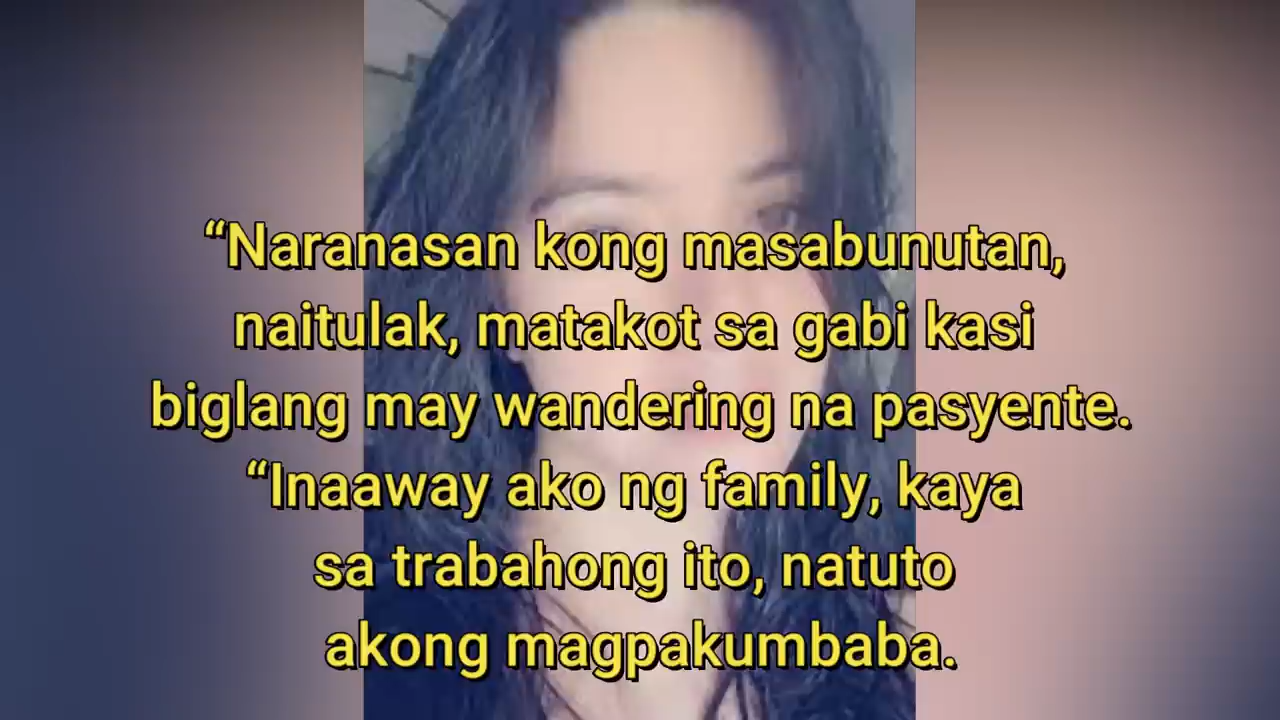 “Naranasan kong masabunutan,
naitulak, matakot sa gabi kasi
biglang may wandering na pasyente.
“Inaaway ako ng family, kaya
sa trabahong ito, natuto
akong magpakumbaba.